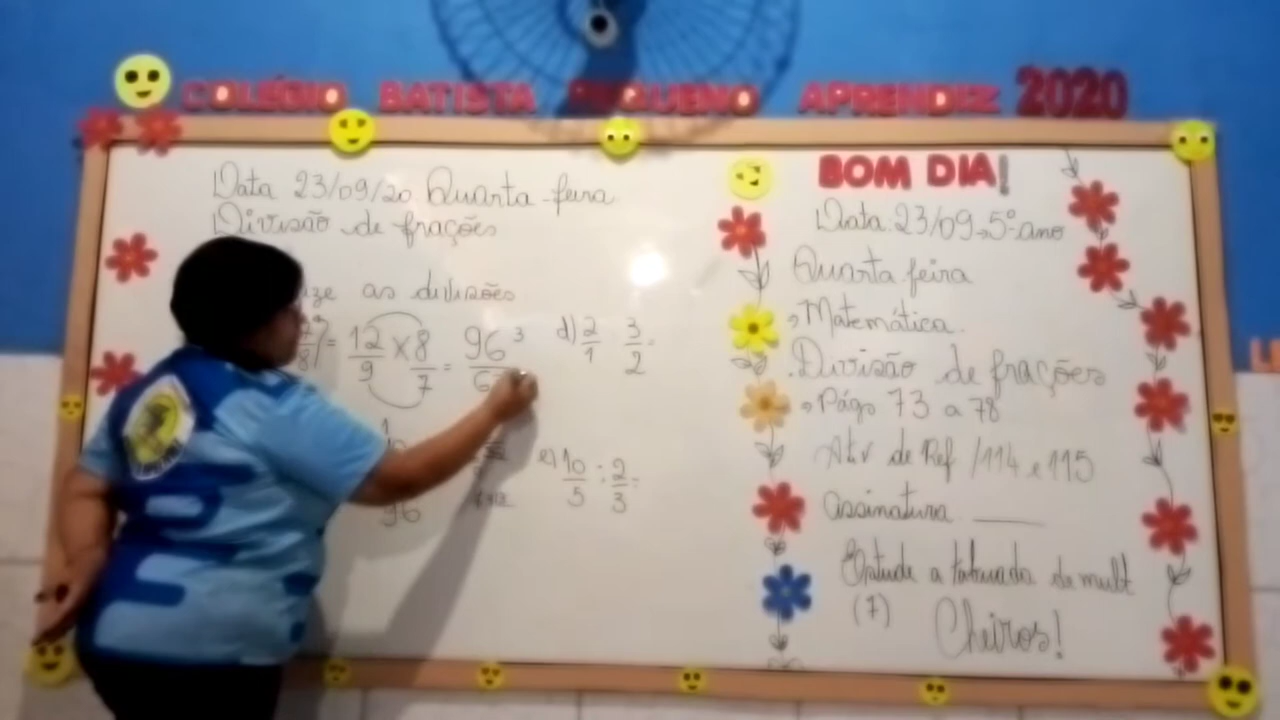 COLÉGIO BATISTA PEQUENO APRENDIZ 2020
Data 23/09/20 Quarta-feira
Divisão de frações
ize as divisões
= 12/9 x 8/7 = 96 3 / 6
d) 2/1 3/2 =
e) 10/5 : 2/3 =
96
BOM DIA!
Data 23/09 5º ano
Quarta feira
Matemática.
Divisão de frações
Págs 73 a 78
Ativ de Ref / 114 e 115
Assinatura ____
Estude a tabuada de mult
(7) Cheiros!